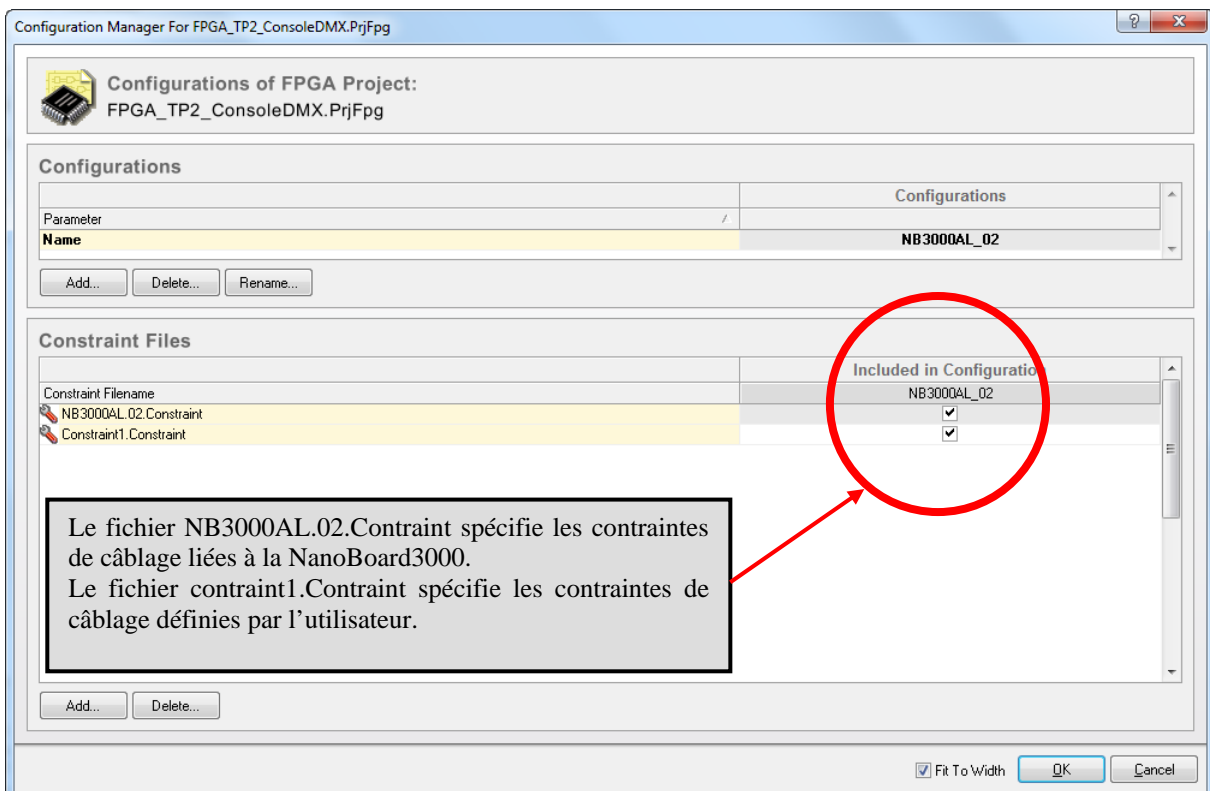 Configuration Manager For FPGA_TP2_ConsoleDMX.PrjFpg
Configurations of FPGA Project:
FPGA_TP2_ConsoleDMX.PrjFpg
Configurations
Configurations
Parameter
Name NB3000AL_02
Add... Delete... Rename...
Constraint Files
Included in Configuration
Constraint Filename NB3000AL_02
NB3000AL.02.Constraint
Constraint1.Constraint
Le fichier NB3000AL.02.Contraint spécifie les contraintes
de câblage liées à la NanoBoard3000.
Le fichier contraint1.Contraint spécifie les contraintes de
câblage définies par l’utilisateur.
Add... Delete...
Fit To Width OK Cancel